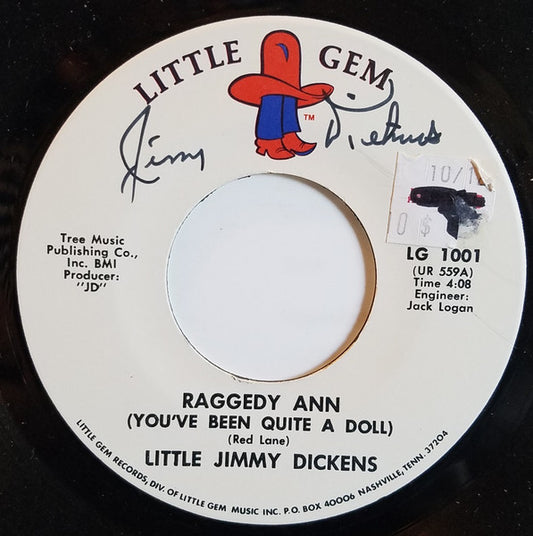 LITTLE GEM
TM
Jimmy Dickens
10/1
0 $
Tree Music
Publishing Co.,
Inc. BMI
Producer:
"JD"
LG 1001
(UR 559A)
Time 4:08
Engineer:
Jack Logan
RAGGEDY ANN
(YOU'VE BEEN QUITE A DOLL)
(Red Lane)
LITTLE JIMMY DICKENS
LITTLE GEM RECORDS, DIV. OF LITTLE GEM MUSIC INC. P.O. BOX 40006 NASHVILLE, TENN. 37204